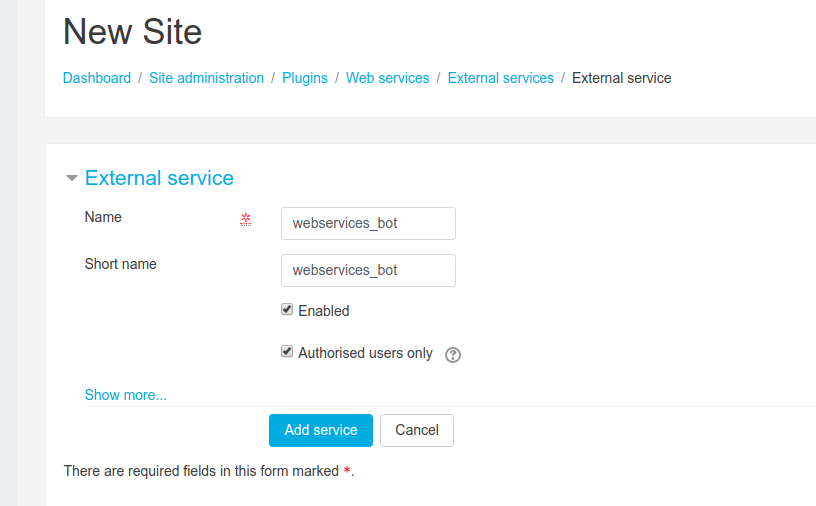 New Site
Dashboard / Site administration / Plugins / Web services / External services / External service
External service
Name
webservices_bot
Short name
webservices_bot
Enabled
Authorised users only ?
Show more...
Add service Cancel
There are required fields in this form marked *.